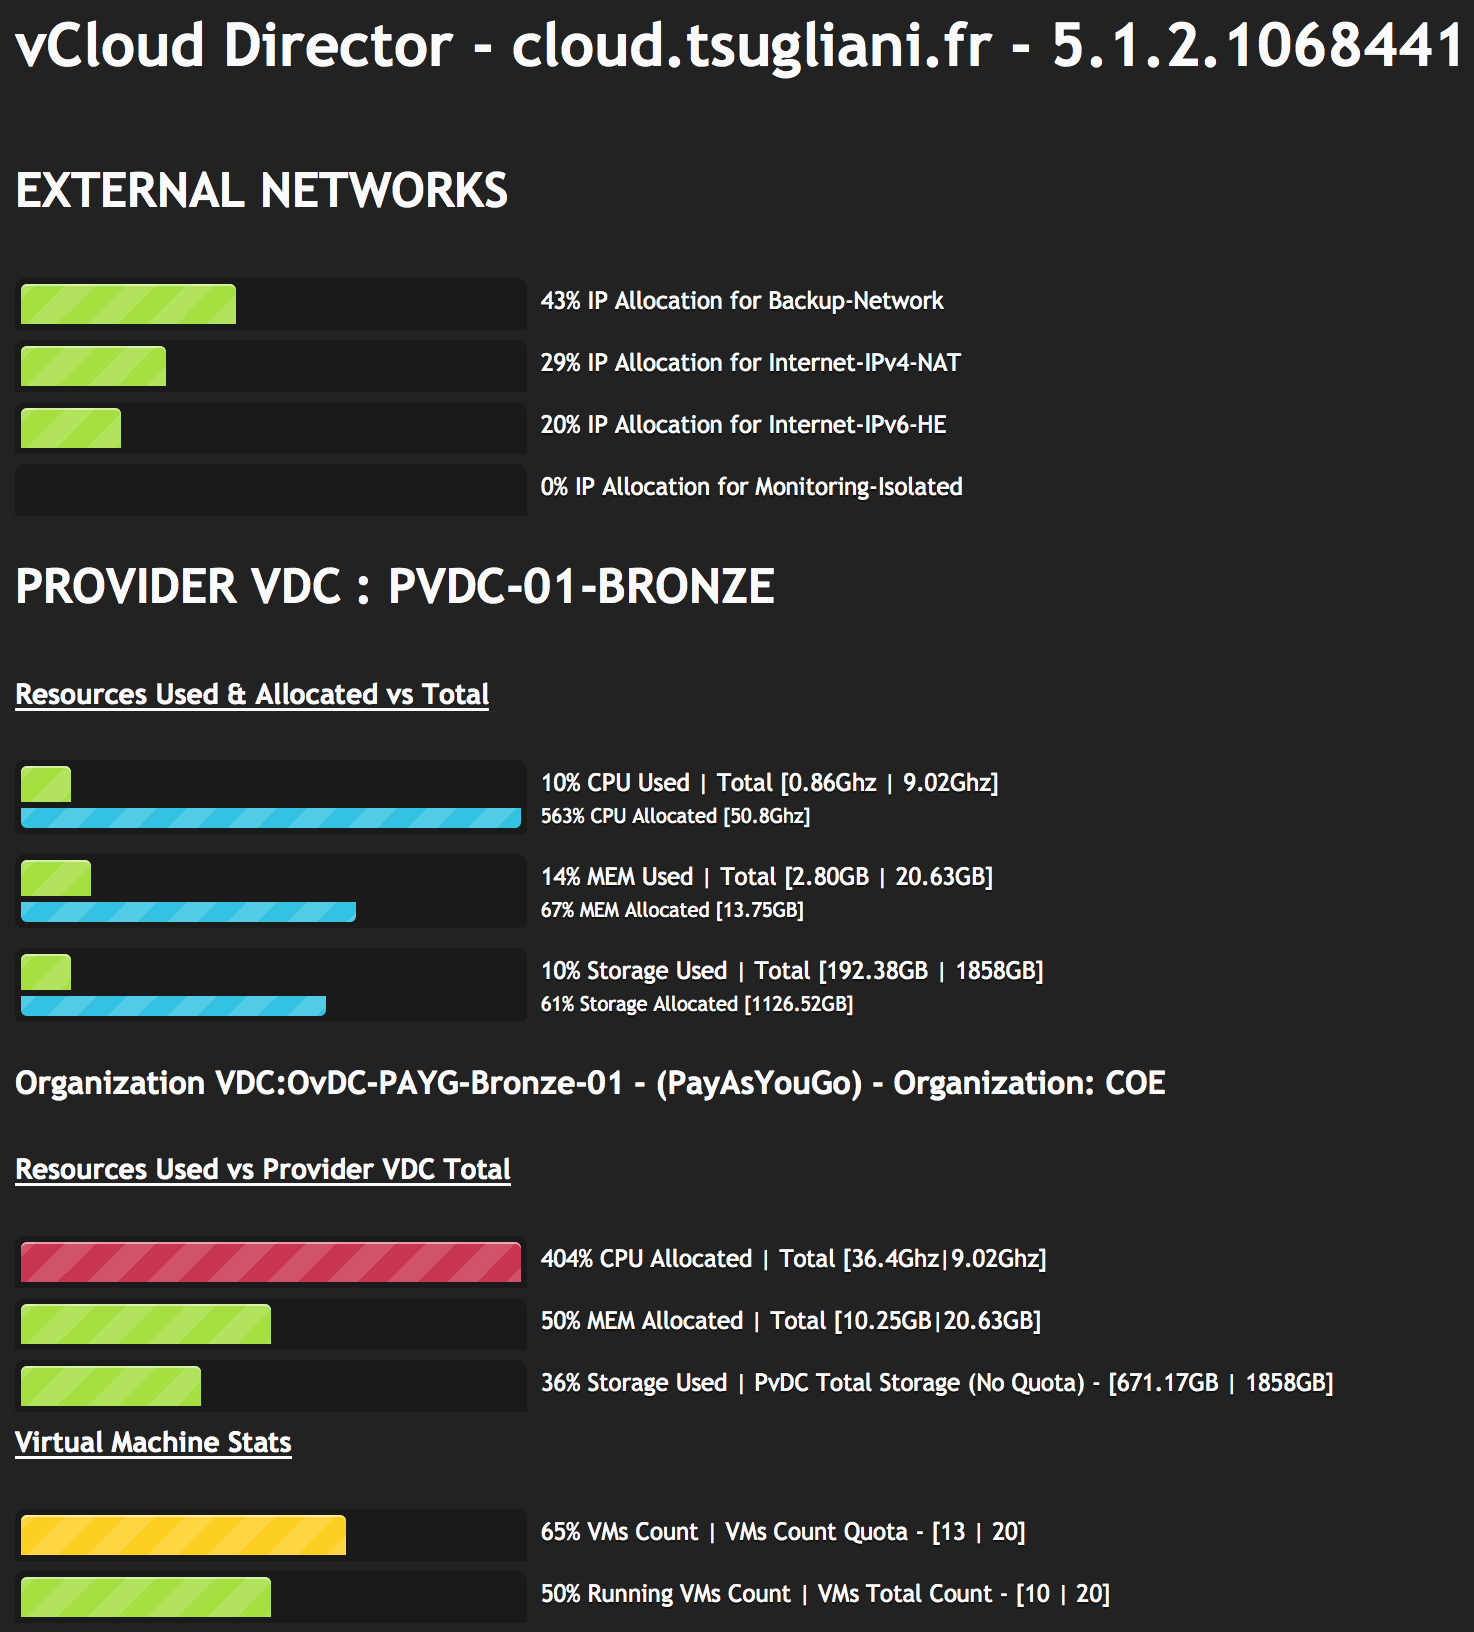 vCloud Director - cloud.tsugliani.fr - 5.1.2.1068441
EXTERNAL NETWORKS
43% IP Allocation for Backup-Network
29% IP Allocation for Internet-IPv4-NAT
20% IP Allocation for Internet-IPv6-HE
0% IP Allocation for Monitoring-Isolated
PROVIDER VDC : PVDC-01-BRONZE
Resources Used & Allocated vs Total
10% CPU Used | Total [0.86Ghz | 9.02Ghz]
563% CPU Allocated [50.8Ghz]
14% MEM Used | Total [2.80GB | 20.63GB]
67% MEM Allocated [13.75GB]
10% Storage Used | Total [192.38GB | 1858GB]
61% Storage Allocated [1126.52GB]
Organization VDC:OvDC-PAYG-Bronze-01 - (PayAsYouGo) - Organization: COE
Resources Used vs Provider VDC Total
404% CPU Allocated | Total [36.4Ghz|9.02Ghz]
50% MEM Allocated | Total [10.25GB|20.63GB]
36% Storage Used | PvDC Total Storage (No Quota) - [671.17GB | 1858GB]
Virtual Machine Stats
65% VMs Count | VMs Count Quota - [13 | 20]
50% Running VMs Count | VMs Total Count - [10 | 20]